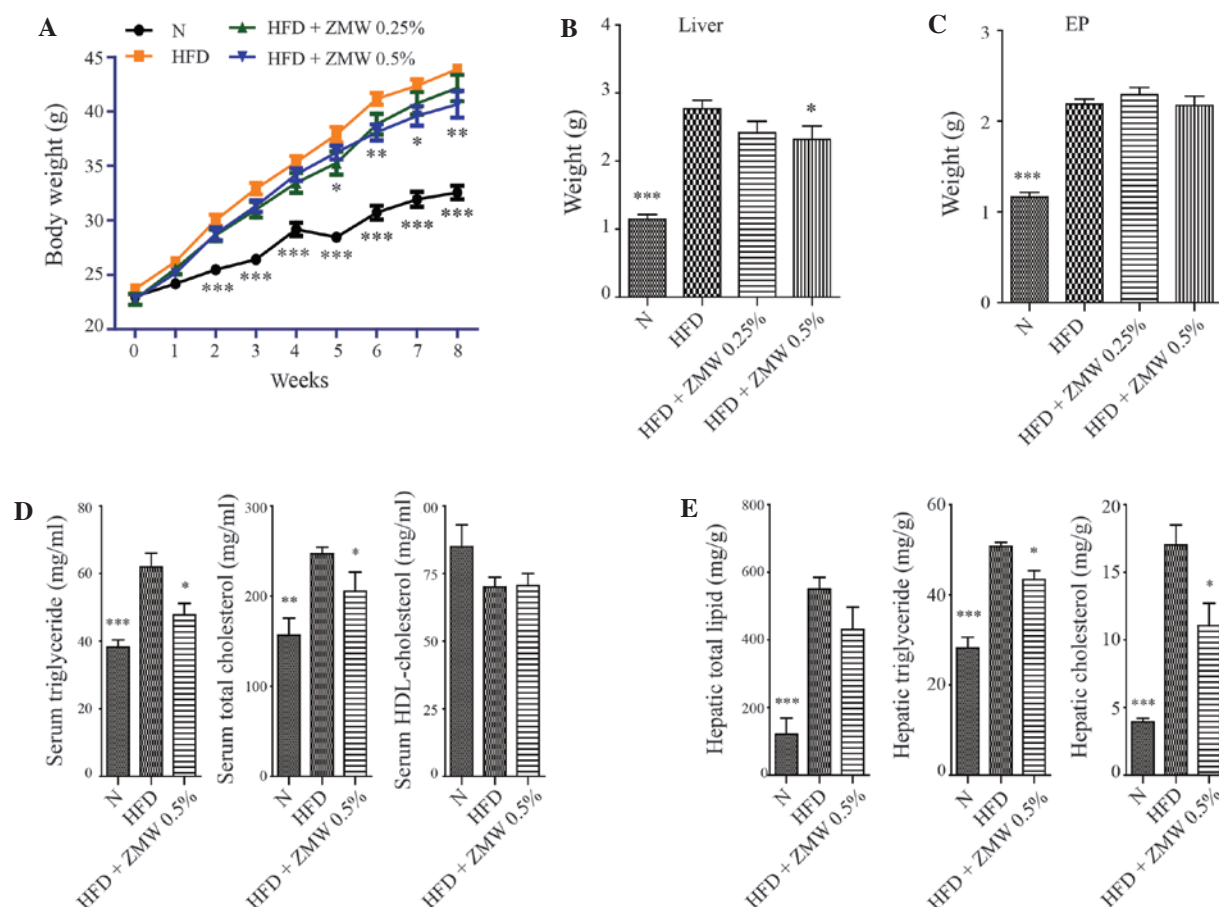 A
N
HFD
HFD + ZMW 0.25%
HFD + ZMW 0.5%
Body weight (g)
45
40
35
30
25
20
*
**
*
**
***
***
***
***
***
***
***
0
1
2
3
4
5
6
7
8
Weeks
B
Liver
Weight (g)
4
3
2
1
0
***
*
N
HFD
HFD + ZMW 0.25%
HFD + ZMW 0.5%
C
EP
Weight (g)
3
2
1
0
***
N
HFD
HFD + ZMW 0.25%
HFD + ZMW 0.5%
D
Serum triglyceride (mg/ml)
80
60
40
20
0
***
*
N
HFD
HFD + ZMW 0.5%
Serum total cholesterol (mg/ml)
300
200
100
0
**
*
N
HFD
HFD + ZMW 0.5%
Serum HDL-cholesterol (mg/ml)
00
75
50
05
0
N
HFD
HFD + ZMW 0.5%
E
Hepatic total lipid (mg/g)
800
600
400
200
0
***
N
HFD
HFD + ZMW 0.5%
Hepatic triglyceride (mg/g)
60
40
20
0
***
*
N
HFD
HFD + ZMW 0.5%
Hepatic cholesterol (mg/g)
20
15
10
5
0
***
*
N
HFD
HFD + ZMW 0.5%